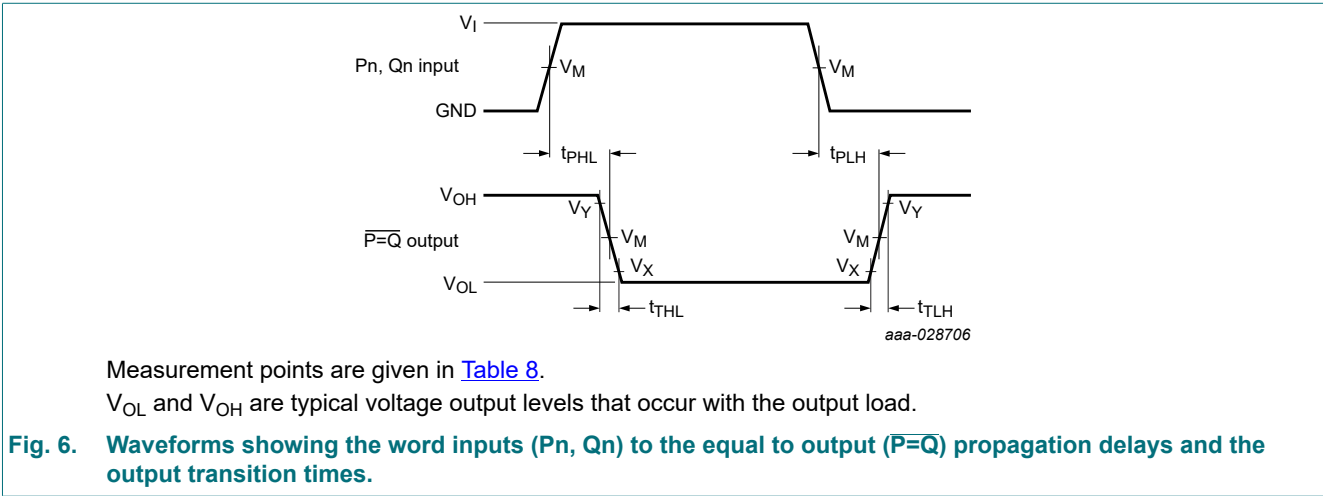 VI
Pn, Qn input
VM
VM
GND
tPHL
tPLH
VOH
VY
VY
P=Q output
VM
VM
VX
VX
VOL
tTHL
tTLH
aaa-028706
Measurement points are given in Table 8.
VOL and VOH are typical voltage output levels that occur with the output load.
Fig. 6. Waveforms showing the word inputs (Pn, Qn) to the equal to output (P=Q) propagation delays and the
output transition times.